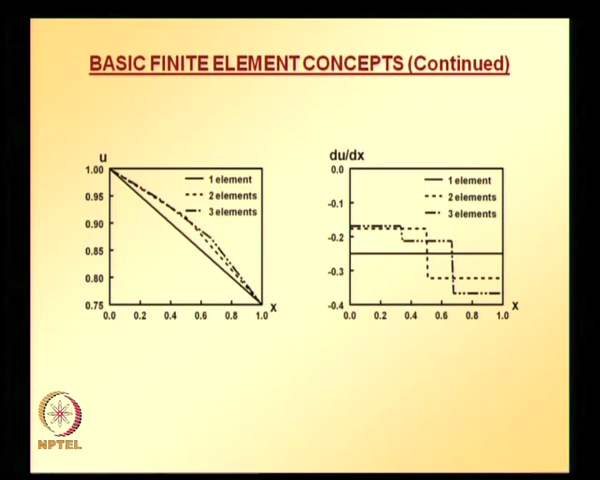 BASIC FINITE ELEMENT CONCEPTS (Continued)
u
1.00
0.95
0.90
0.85
0.80
0.75
0.0 0.2 0.4 0.6 0.8 1.0
X
1 element
2 elements
3 elements
du/dx
0.0
-0.1
-0.2
-0.3
-0.4
0.0 0.2 0.4 0.6 0.8 1.0
X
1 element
2 elements
3 elements
NPTEL